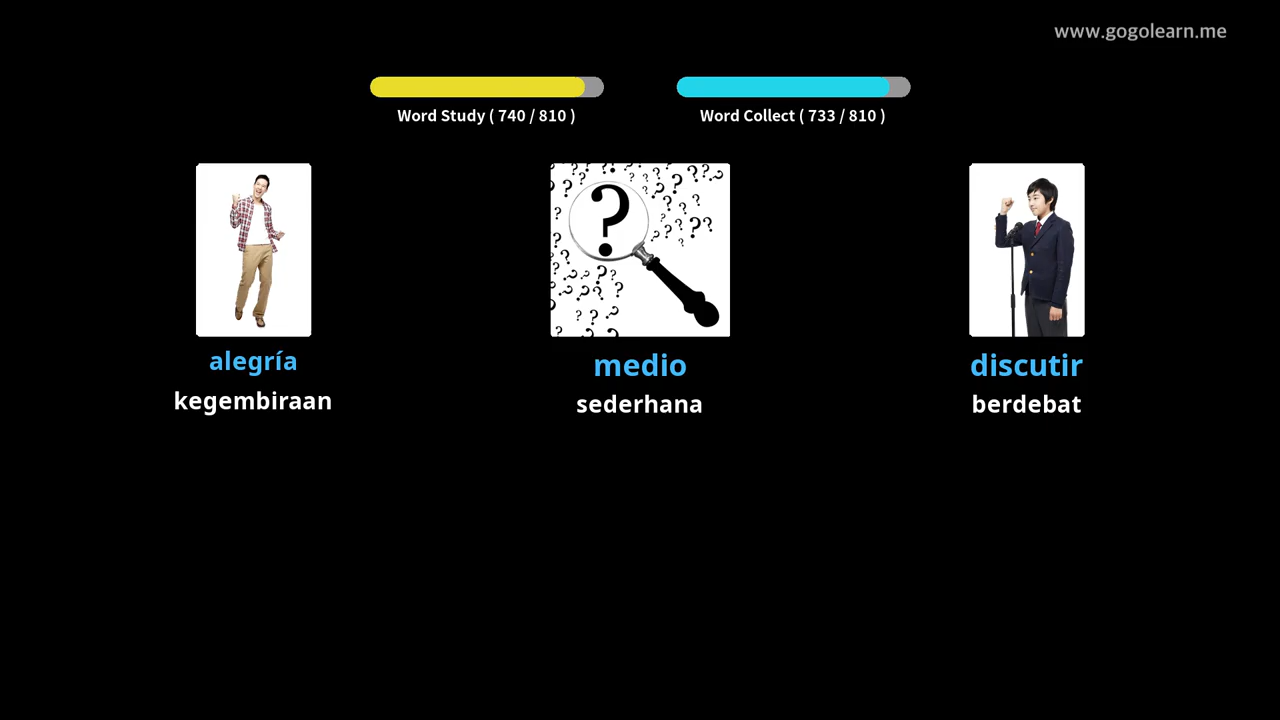 www.gogolearn.me
Word Study ( 740 / 810 )
Word Collect ( 733 / 810 )
alegría
medio
discutir
kegembiraan
sederhana
berdebat